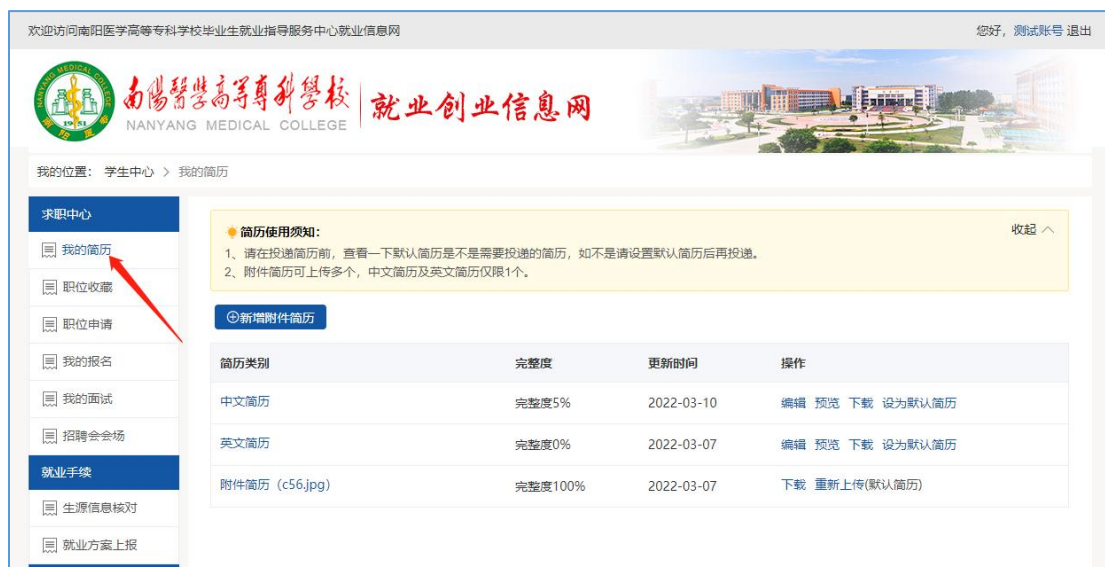 欢迎访问南阳医学高等专科学校毕业生就业指导服务中心就业信息网
您好，测试账号 退出
NANYANG MEDICAL COLLEGE
19 51
南陽醫學高等專科學校
NANYANG MEDICAL COLLEGE
就业创业信息网
我的位置： 学生中心 > 我的简历
求职中心
我的简历
职位收藏
职位申请
我的报名
我的面试
招聘会会场
就业手续
生源信息核对
就业方案上报
简历使用须知：
收起
1、请在投递简历前，查看一下默认简历是不是需要投递的简历，如不是请设置默认简历后再投递。
2、附件简历可上传多个，中文简历及英文简历仅限1个。
新增附件简历
简历类别 完整度 更新时间 操作
中文简历 完整度5% 2022-03-10 编辑 预览 下载 设为默认简历
英文简历 完整度0% 2022-03-07 编辑 预览 下载 设为默认简历
附件简历（c56.jpg） 完整度100% 2022-03-07 下载 重新上传(默认简历)